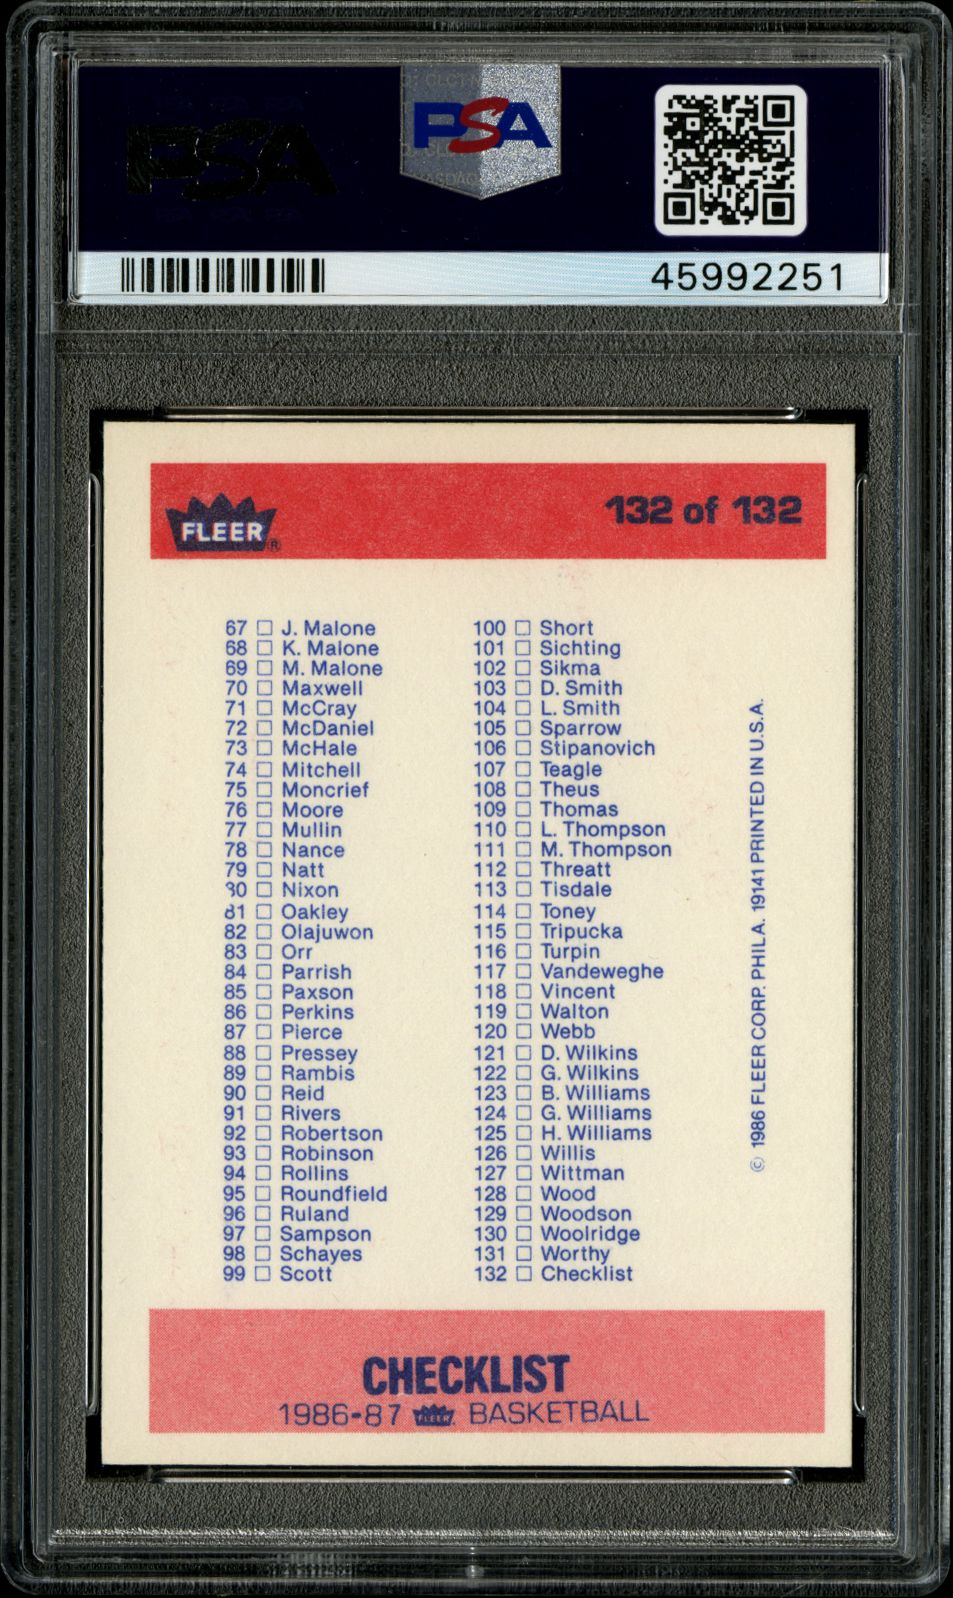 PSA
PSA
45992251
FLEER®
132 of 132
67 □ J. Malone
68 □ K. Malone
69 □ M. Malone
70 □ Maxwell
71 □ McCray
72 □ McDaniel
73 □ McHale
74 □ Mitchell
75 □ Moncrief
76 □ Moore
77 □ Mullin
78 □ Nance
79 □ Natt
80 □ Nixon
81 □ Oakley
82 □ Olajuwon
83 □ Orr
84 □ Parrish
85 □ Paxson
86 □ Perkins
87 □ Pierce
88 □ Pressey
89 □ Rambis
90 □ Reid
91 □ Rivers
92 □ Robertson
93 □ Robinson
94 □ Rollins
95 □ Roundfield
96 □ Ruland
97 □ Sampson
98 □ Schayes
99 □ Scott
100 □ Short
101 □ Sichting
102 □ Sikma
103 □ D. Smith
104 □ L. Smith
105 □ Sparrow
106 □ Stipanovich
107 □ Teagle
108 □ Theus
109 □ Thomas
110 □ L. Thompson
111 □ M. Thompson
112 □ Threatt
113 □ Tisdale
114 □ Toney
115 □ Tripucka
116 □ Turpin
117 □ Vandeweghe
118 □ Vincent
119 □ Walton
120 □ Webb
121 □ D. Wilkins
122 □ G. Wilkins
123 □ B. Williams
124 □ G. Williams
125 □ H. Williams
126 □ Willis
127 □ Wittman
128 □ Wood
129 □ Woodson
130 □ Woolridge
131 □ Worthy
132 □ Checklist
© 1986 FLEER CORP. PHILA. 19141 PRINTED IN U.S.A.
CHECKLIST
1986-87 FLEER BASKETBALL